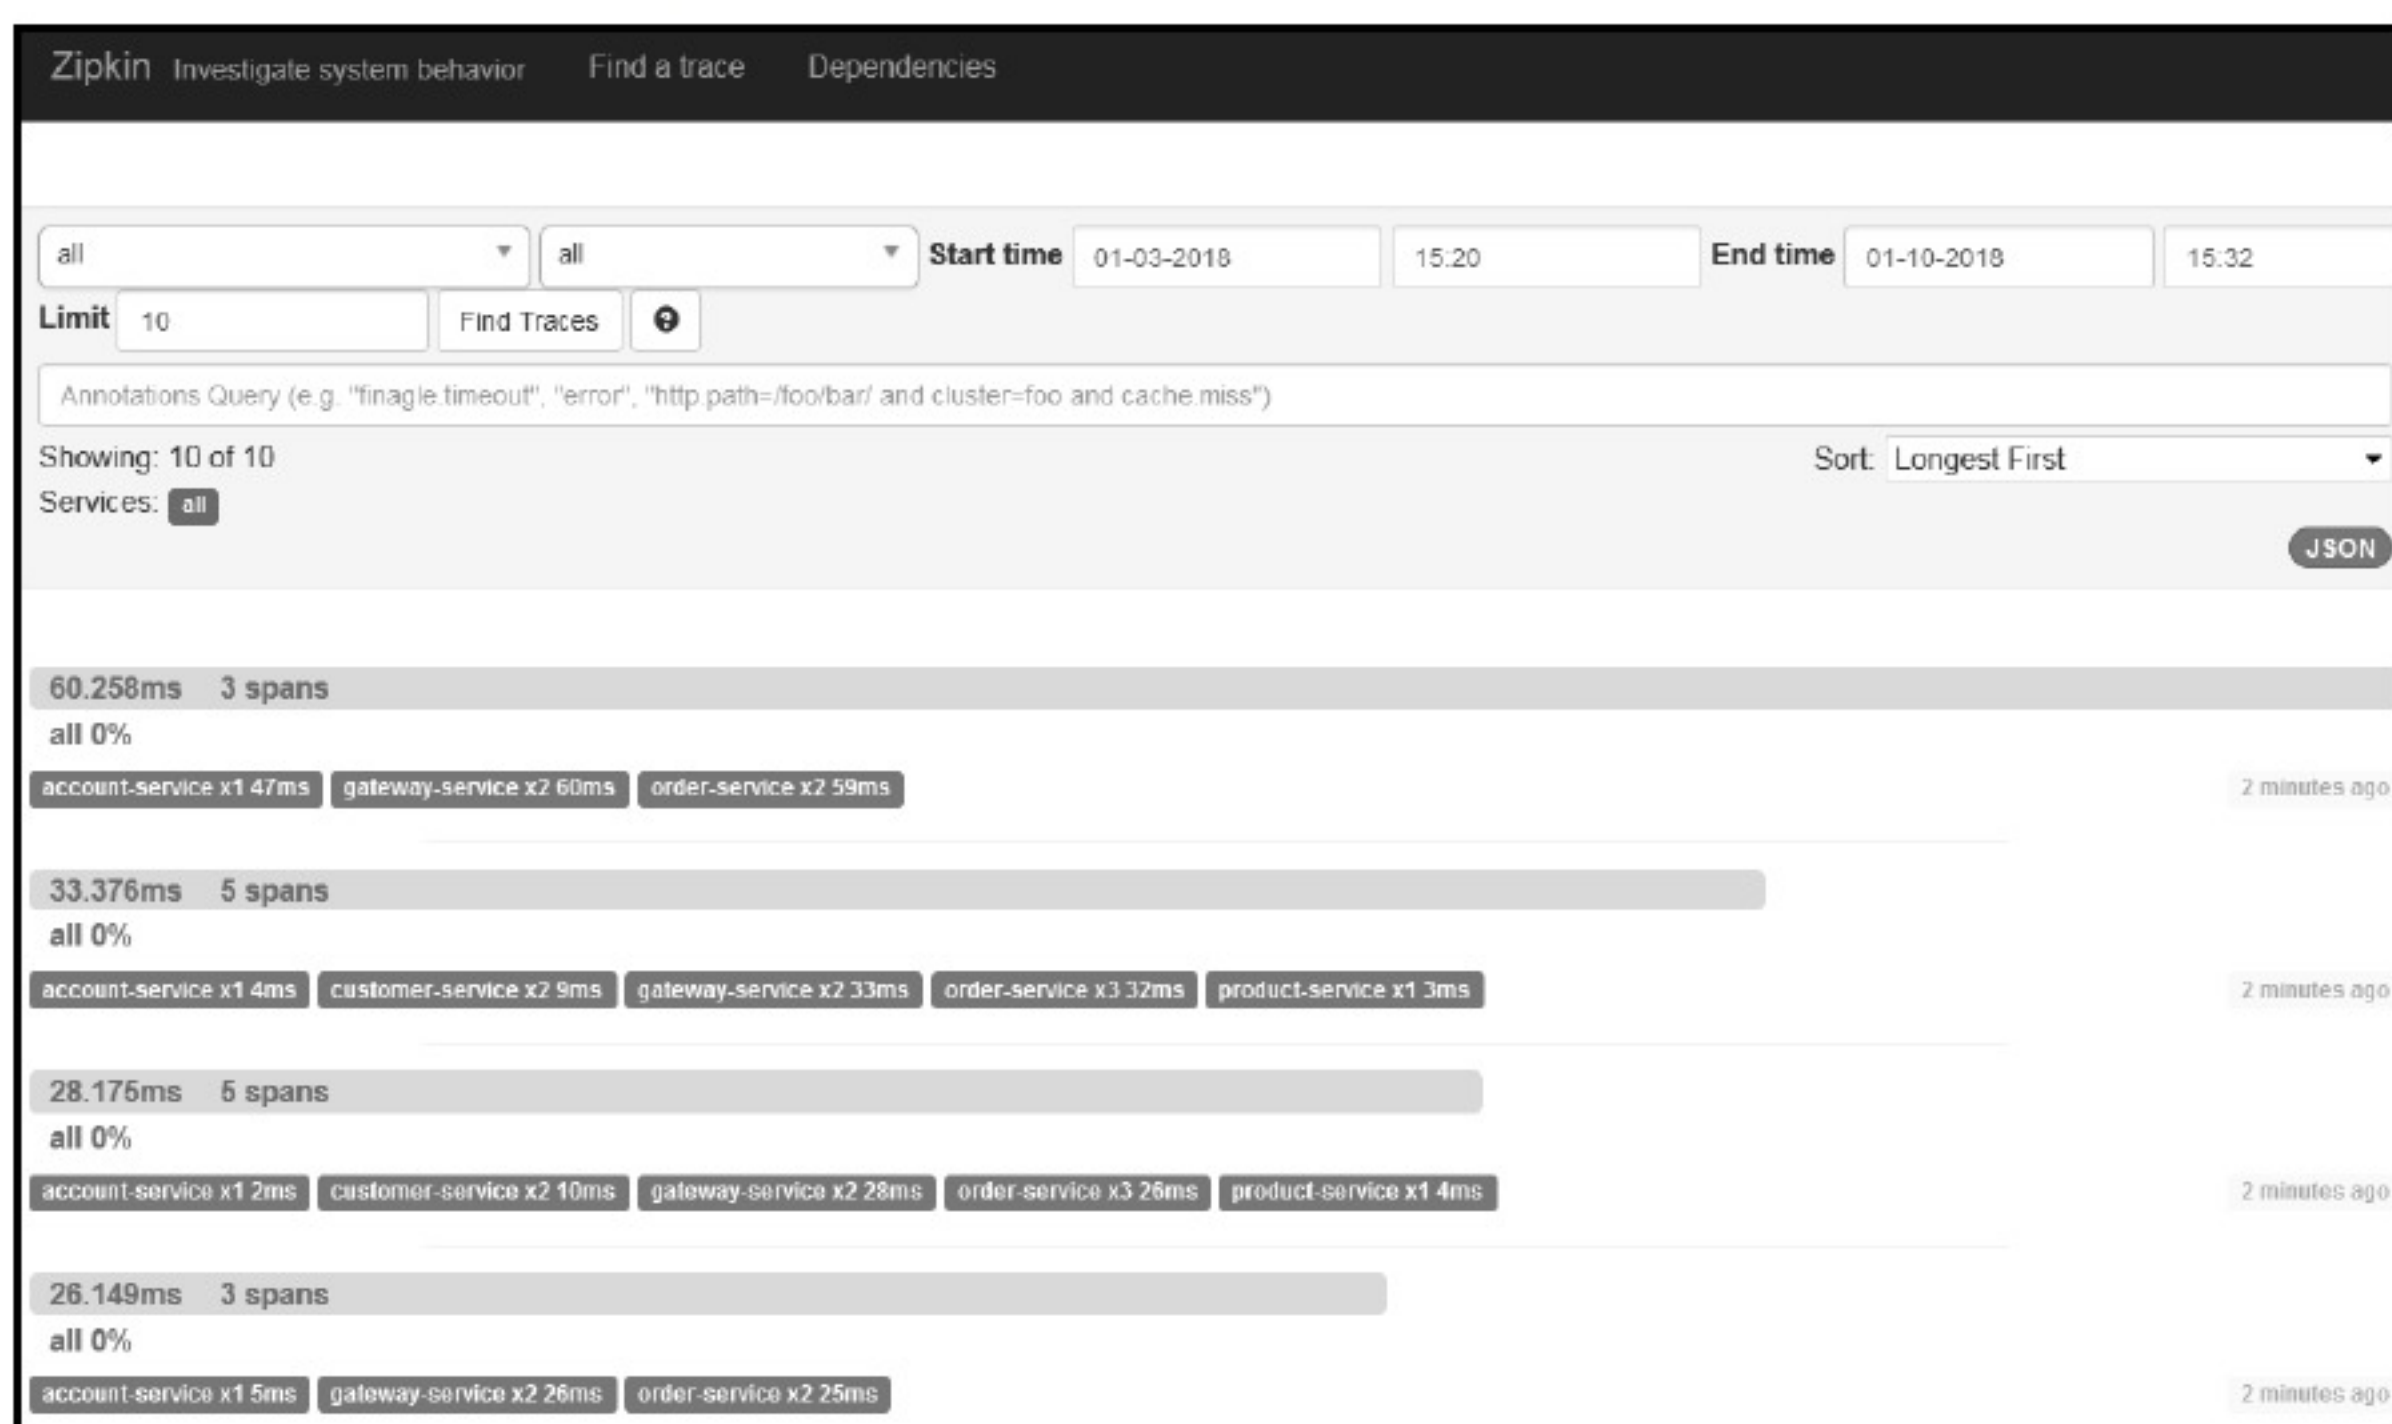 Zipkin Investigate system behavior Find a trace Dependencies
all all Start time 01-03-2018 15:20 End time 01-10-2018 15:32
Limit 10 Find Traces ?
Annotations Query (e.g. "finagle.timeout", "error", "http.path=/foo/bar/ and cluster=foo and cache.miss")
Showing: 10 of 10 Sort: Longest First
Services: all
JSON
60.258ms 3 spans
all 0%
account-service x1 47ms gateway-service x2 60ms order-service x2 59ms 2 minutes ago
33.376ms 5 spans
all 0%
account-service x1 4ms customer-service x2 9ms gateway-service x2 33ms order-service x3 32ms product-service x1 3ms 2 minutes ago
28.175ms 5 spans
all 0%
account-service x1 2ms customer-service x2 10ms gateway-service x2 28ms order-service x3 26ms product-service x1 4ms 2 minutes ago
26.149ms 3 spans
all 0%
account-service x1 5ms gateway-service x2 26ms order-service x2 25ms 2 minutes ago